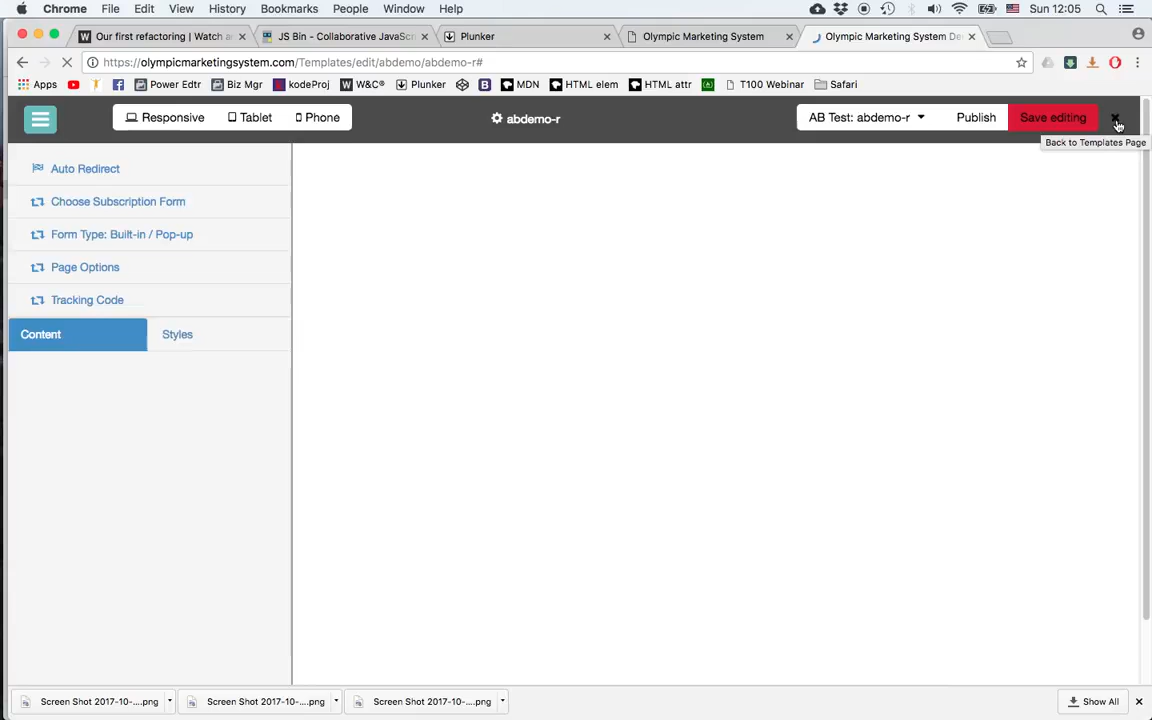 Chrome File Edit View History Bookmarks People Window Help Sun 12:05
Our first refactoring | Watch a
JS Bin - Collaborative JavaScri
Plunker
Olympic Marketing System
Olympic Marketing System De
https://olympicmarketingsystem.com/Templates/edit/abdemo/abdemo-r#
Apps Power Edtr Biz Mgr kodeProj W&C® Plunker MDN HTML elem HTML attr T100 Webinar Safari
Responsive Tablet Phone abdemo-r AB Test: abdemo-r Publish Save editing
Back to Templates Page
Auto Redirect
Choose Subscription Form
Form Type: Built-in / Pop-up
Page Options
Tracking Code
Content Styles
Screen Shot 2017-10-....png Screen Shot 2017-10-....png Screen Shot 2017-10-....png Show All